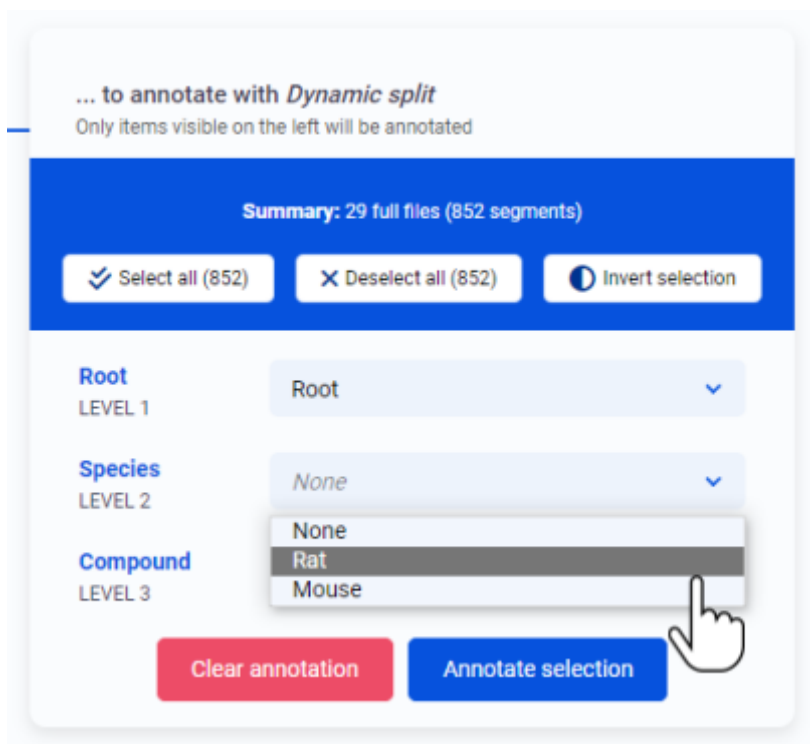 ... to annotate with Dynamic split
Only items visible on the left will be annotated
Summary: 29 full files (852 segments)
Select all (852)
Deselect all (852)
Invert selection
Root
LEVEL 1
Root
Species
LEVEL 2
None
None
Rat
Mouse
Compound
LEVEL 3
Clear annotation
Annotate selection